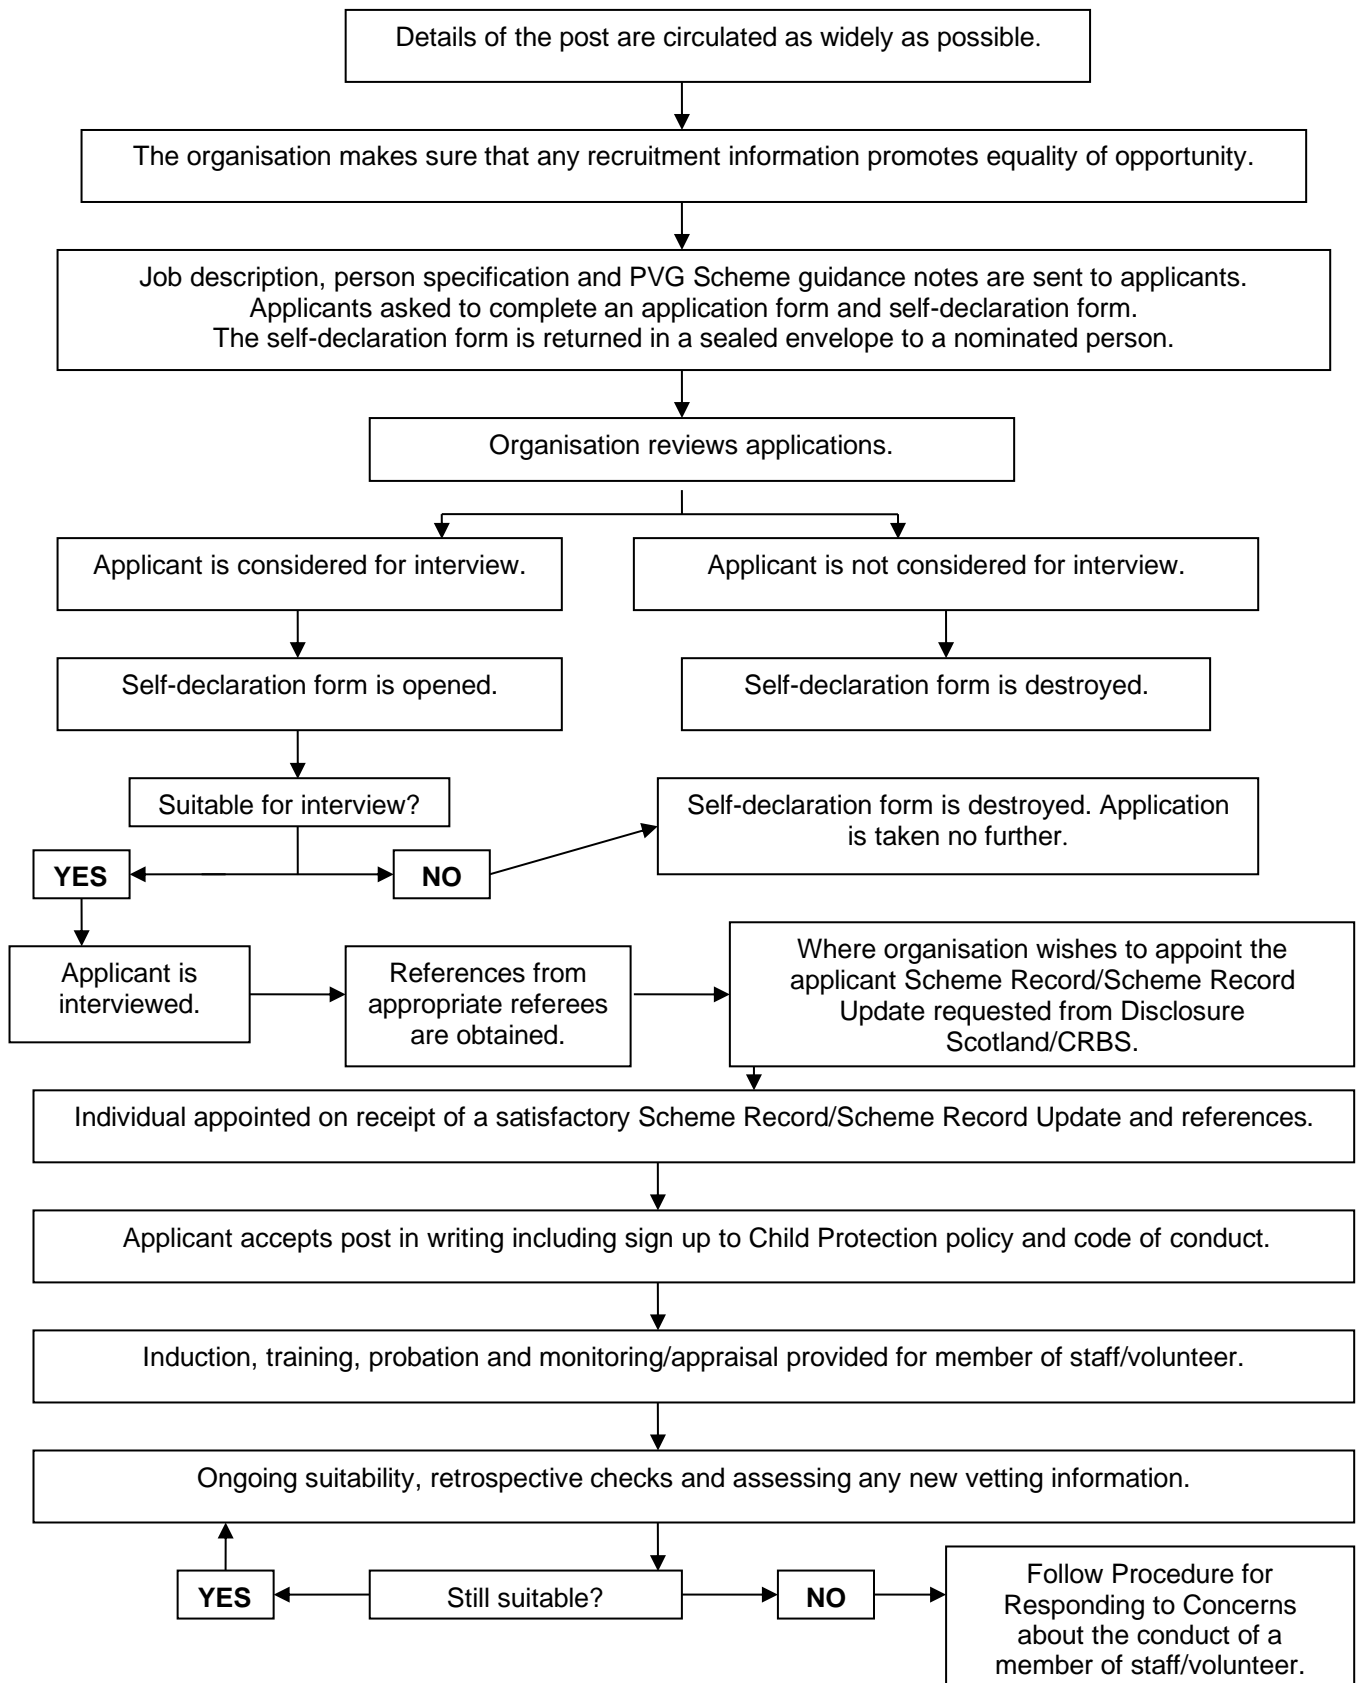 Details of the post are circulated as widely as possible.
The organisation makes sure that any recruitment information promotes equality of opportunity.
Job description, person specification and PVG Scheme guidance notes are sent to applicants.
Applicants asked to complete an application form and self-declaration form.
The self-declaration form is returned in a sealed envelope to a nominated person.
Organisation reviews applications.
Applicant is considered for interview.
Applicant is not considered for interview.
Self-declaration form is opened.
Self-declaration form is destroyed.
Suitable for interview?
Self-declaration form is destroyed. Application
is taken no further.
YES
NO
Applicant is
interviewed.
References from
appropriate referees
are obtained.
Where organisation wishes to appoint the
applicant Scheme Record/Scheme Record
Update requested from Disclosure
Scotland/CRBS.
Individual appointed on receipt of a satisfactory Scheme Record/Scheme Record Update and references.
Applicant accepts post in writing including sign up to Child Protection policy and code of conduct.
Induction, training, probation and monitoring/appraisal provided for member of staff/volunteer.
Ongoing suitability, retrospective checks and assessing any new vetting information.
YES
Still suitable?
NO
Follow Procedure for
Responding to Concerns
about the conduct of a
member of staff/volunteer.